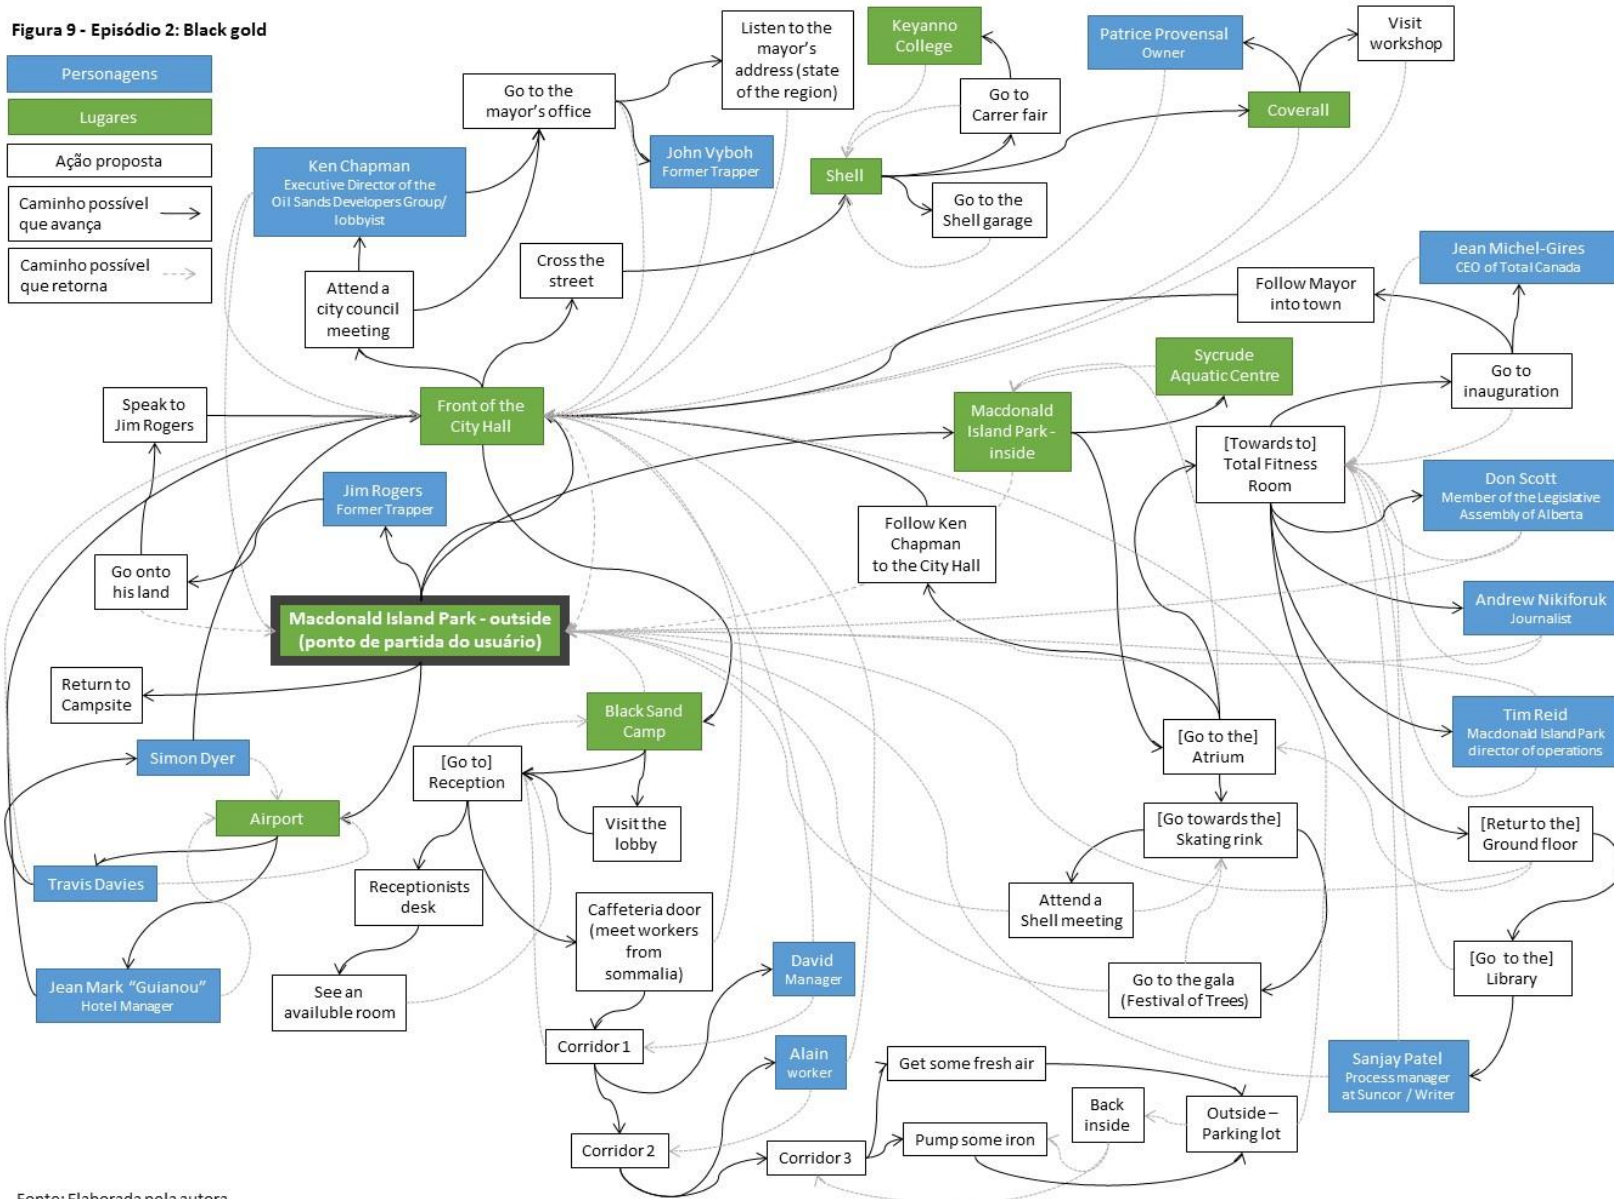 Figura 9 - Episódio 2: Black gold
Personagens
Lugares
Ação proposta
Caminho possível
que avança
Caminho possível
que retorna
Go to the
mayor's office
Listen to the
mayor's
address (state
of the region)
Keyanno
College
Patrice Provensal
Owner
Visit
workshop
Go to
Carrer fair
Coverall
Ken Chapman
Executive Director of the
Oil Sands Developers Group/
lobbyist
John Vyboh
Former Trapper
Shell
Go to the
Shell garage
Jean Michel-Gires
CEO of Total Canada
Attend a
city council
meeting
Cross the
street
Follow Mayor
into town
Speak to
Jim Rogers
Front of the
City Hall
Macdonald
Island Park -
inside
Sycrude
Aquatic Centre
Go to
inauguration
[Towards to]
Total Fitness
Room
Jim Rogers
Former Trapper
Don Scott
Member of the Legislative
Assembly of Alberta
Go onto
his land
Follow Ken
Chapman
to the City Hall
Andrew Nikiforuk
Journalist
Macdonald Island Park - outside
(ponto de partida do usuário)
Return to
Campsite
Black Sand
Camp
Tim Reid
Macdonald Island Park
director of operations
Simon Dyer
[Go to]
Reception
[Go to the]
Atrium
Airport
Visit the
lobby
[Go towards the]
Skating rink
[Retur to the]
Ground floor
Travis Davies
Receptionists
desk
Attend a
Shell meeting
Caffeteria door
(meet workers
from
sommalia)
David
Manager
[Go to the]
Library
Jean Mark "Guianou"
Hotel Manager
See an
available room
Go to the gala
(Festival of Trees)
Corridor 1
Alain
worker
Get some fresh air
Sanjay Patel
Process manager
at Suncor / Writer
Back
inside
Outside –
Parking lot
Corridor 2
Corridor 3
Pump some iron
Fonte: Elaborada pela autora